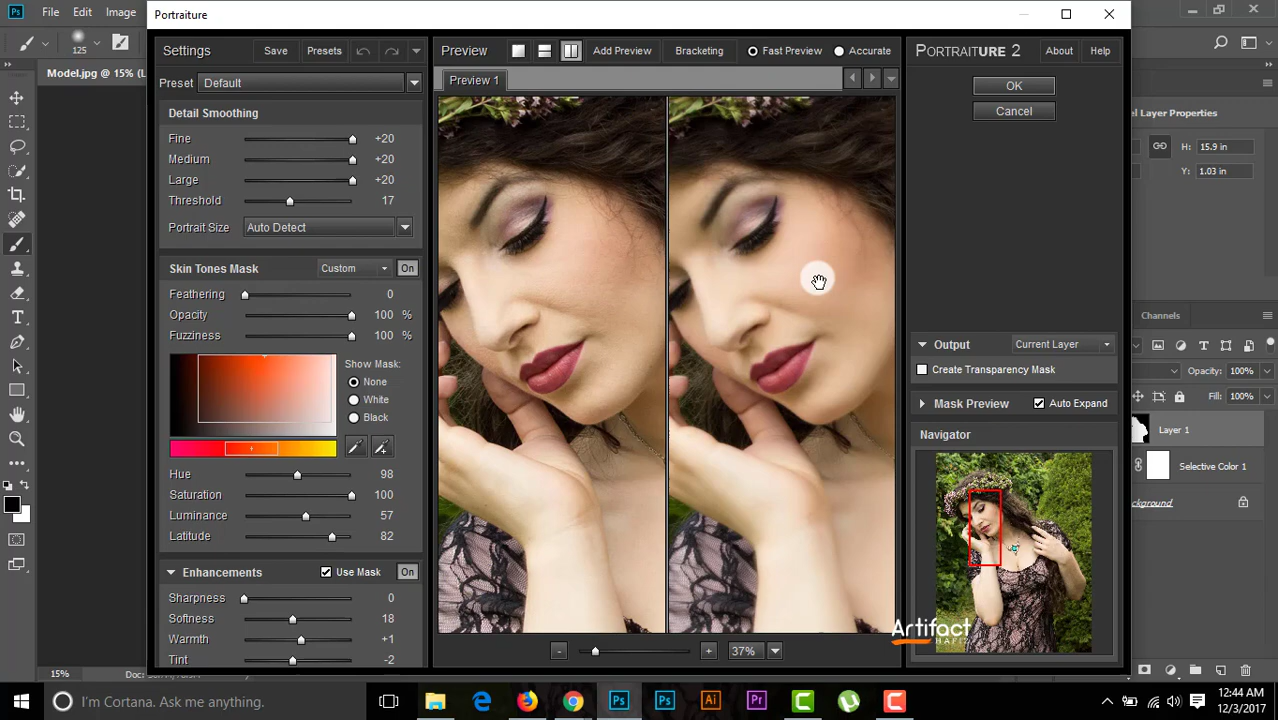 Ps File Edit Image
Portraiture
125
Model.jpg @ 15% (L
Settings Save Presets
Preset Default
Detail Smoothing
Fine +20
Medium +20
Large +20
Threshold 17
Portrait Size Auto Detect
Skin Tones Mask Custom On
Feathering 0
Opacity 100 %
Fuzziness 100 %
Show Mask:
None
White
Black
Hue 98
Saturation 100
Luminance 57
Latitude 82
Enhancements Use Mask On
Sharpness 0
Softness 18
Warmth +1
Tint -2
Preview Add Preview Bracketing Fast Preview Accurate
Preview 1
- + 37%
PORTRAITURE 2 About Help
OK
Cancel
Output Current Layer
Create Transparency Mask
Mask Preview Auto Expand
Navigator
Artifact
el Layer Properties
H: 15.9 in
Y: 1.03 in
Channels
Opacity: 100%
Fill: 100%
Layer 1
Selective Color 1
ckground
15%
I'm Cortana. Ask me anything.
Ps Ps Ai Pr C C
12:44 AM
12/3/2017